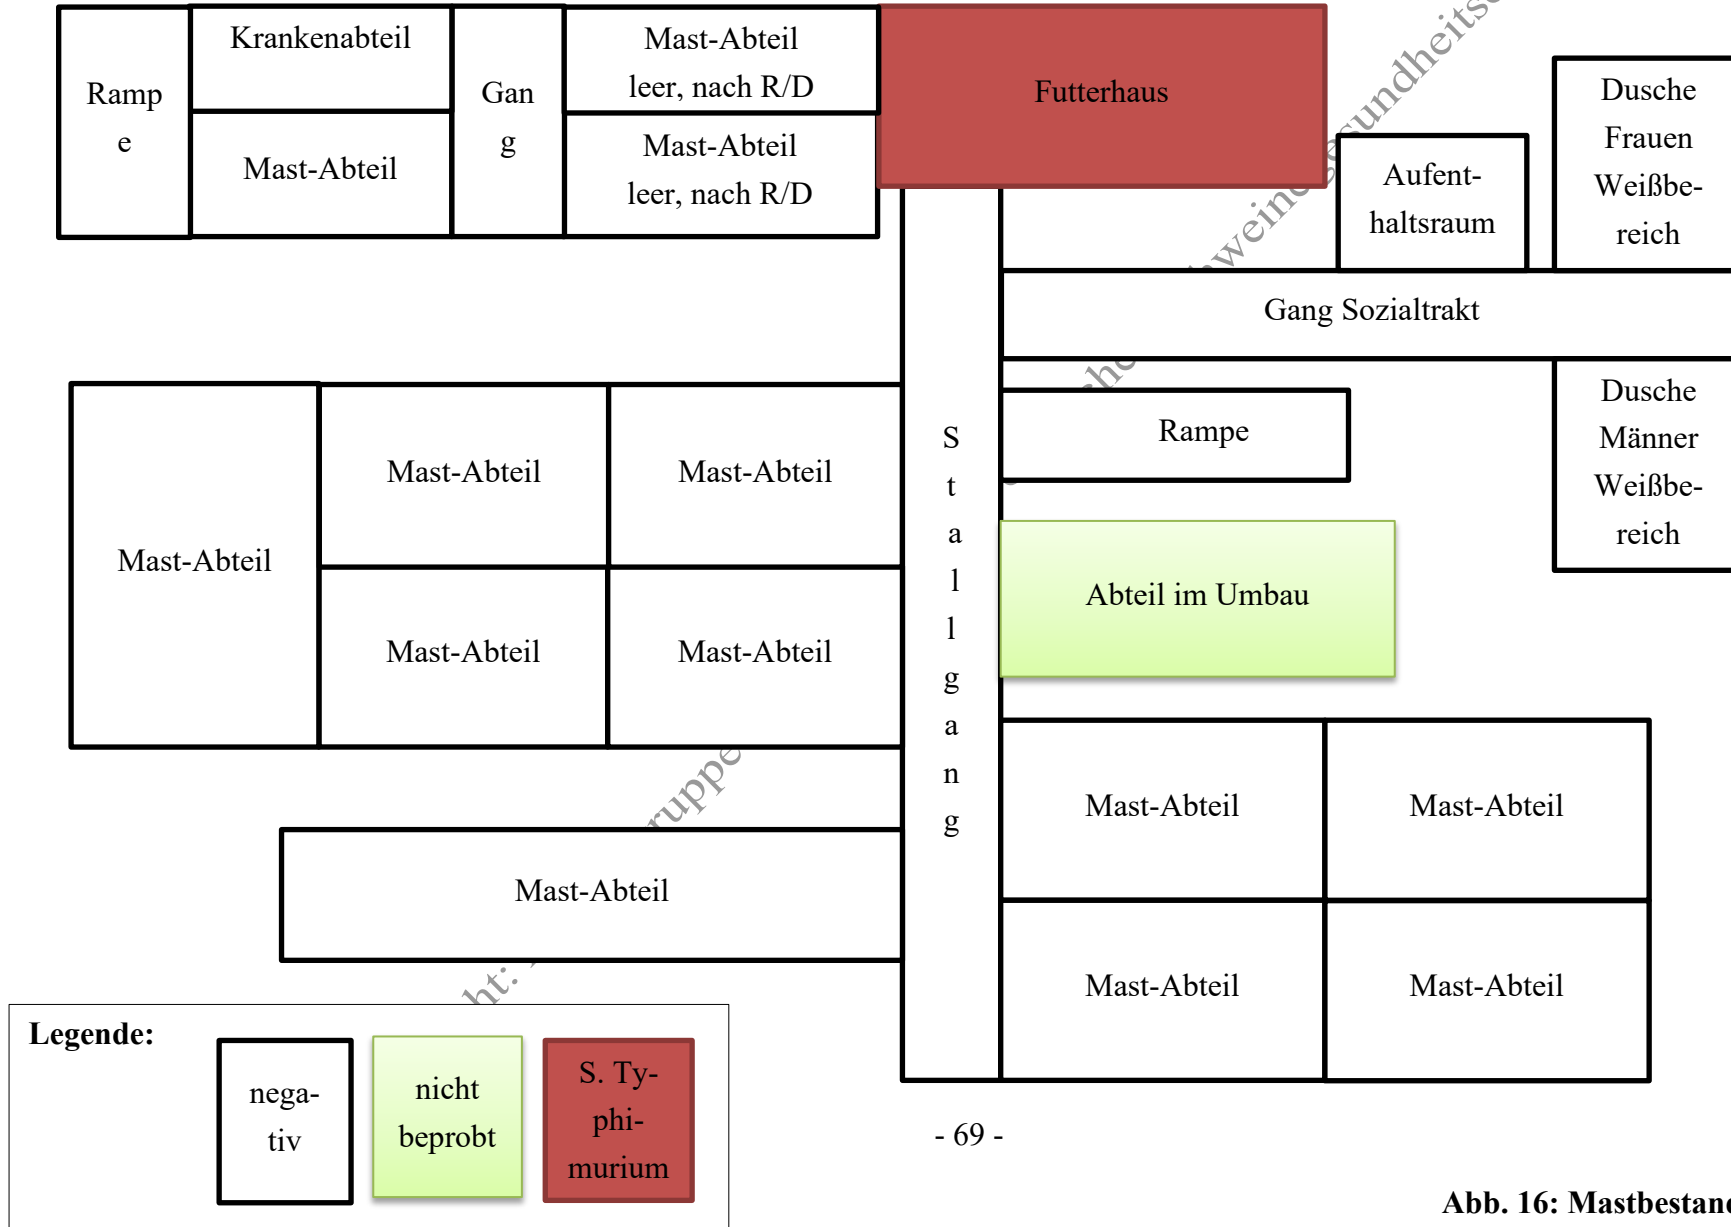 Ramp
e
Krankenabteil
Mast-Abteil
Gan
g
Mast-Abteil
leer, nach R/D
Mast-Abteil
leer, nach R/D
Futterhaus
Aufent-
haltsraum
Dusche
Frauen
Weißbe-
reich
Gang Sozialtrakt
Rampe
Dusche
Männer
Weißbe-
reich
Mast-Abteil
Mast-Abteil
Mast-Abteil
Mast-Abteil
Mast-Abteil
S
t
a
l
l
g
a
n
g
Abteil im Umbau
Mast-Abteil
Mast-Abteil
Mast-Abteil
Mast-Abteil
Mast-Abteil
Legende:
nega-
tiv
nicht
beprobt
S. Ty-
phi-
murium
- 69 -
Abb. 16: Mastbestand